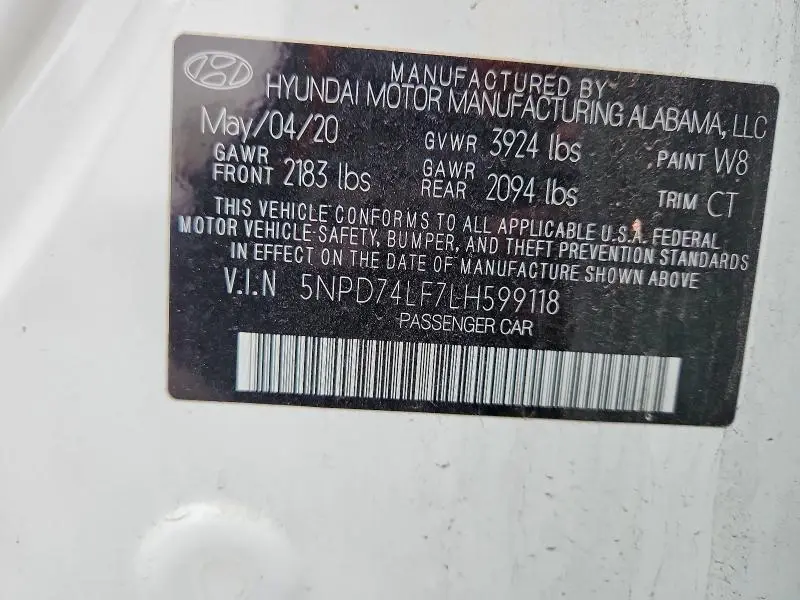 MANUFACTURED BY
HYUNDAI MOTOR MANUFACTURING ALABAMA, LLC
May/04/20 GVWR 3924 lbs PAINT W8
GAWR FRONT 2183 lbs GAWR REAR 2094 lbs TRIM CT
THIS VEHICLE CONFORMS TO ALL APPLICABLE U.S.A. FEDERAL
MOTOR VEHICLE-SAFETY, BUMPER, AND THEFT PREVENTION STANDARDS
IN EFFECT ON THE DATE OF MANUFACTURE SHOWN ABOVE
V.I.N 5NPD74LF7LH599118
PASSENGER CAR